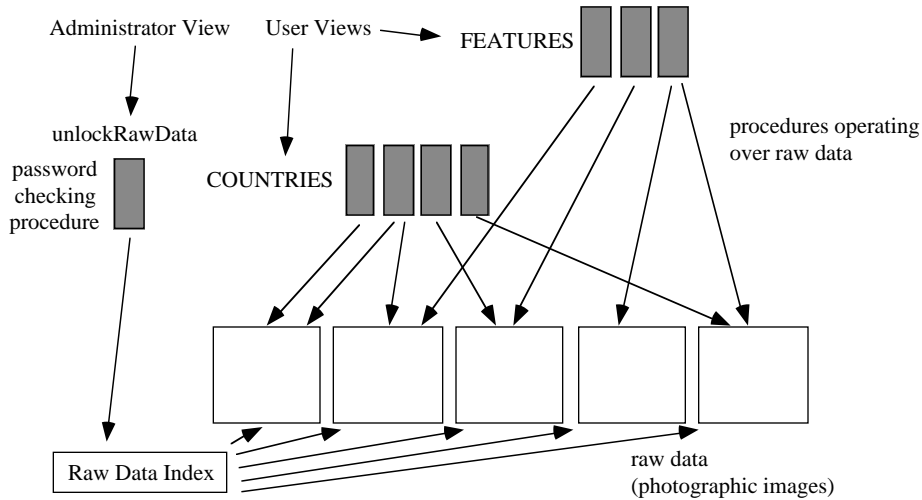 Administrator View
User Views
FEATURES
unlockRawData
procedures operating
over raw data
password
checking
procedure
COUNTRIES
Raw Data Index
raw data
(photographic images)